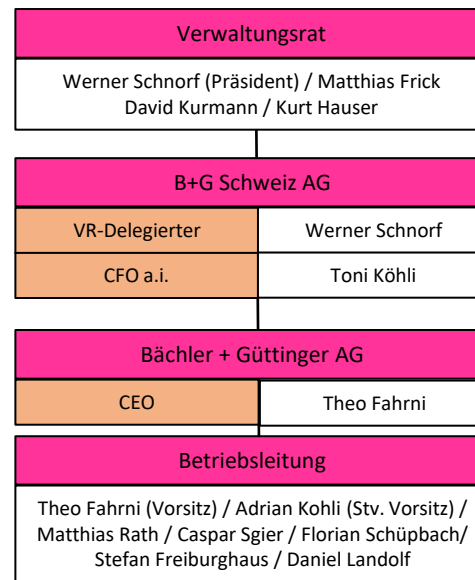 Verwaltungsrat
Werner Schnorf (Präsident) / Matthias Frick
David Kurmann / Kurt Hauser
B+G Schweiz AG
VR-Delegierter
Werner Schnorf
CFO a.i.
Toni Köhli
Bächler + Güttinger AG
CEO
Theo Fahrni
Betriebsleitung
Theo Fahrni (Vorsitz) / Adrian Kohli (Stv. Vorsitz) /
Matthias Rath / Caspar Sgier / Florian Schüpbach/
Stefan Freiburghaus / Daniel Landolf